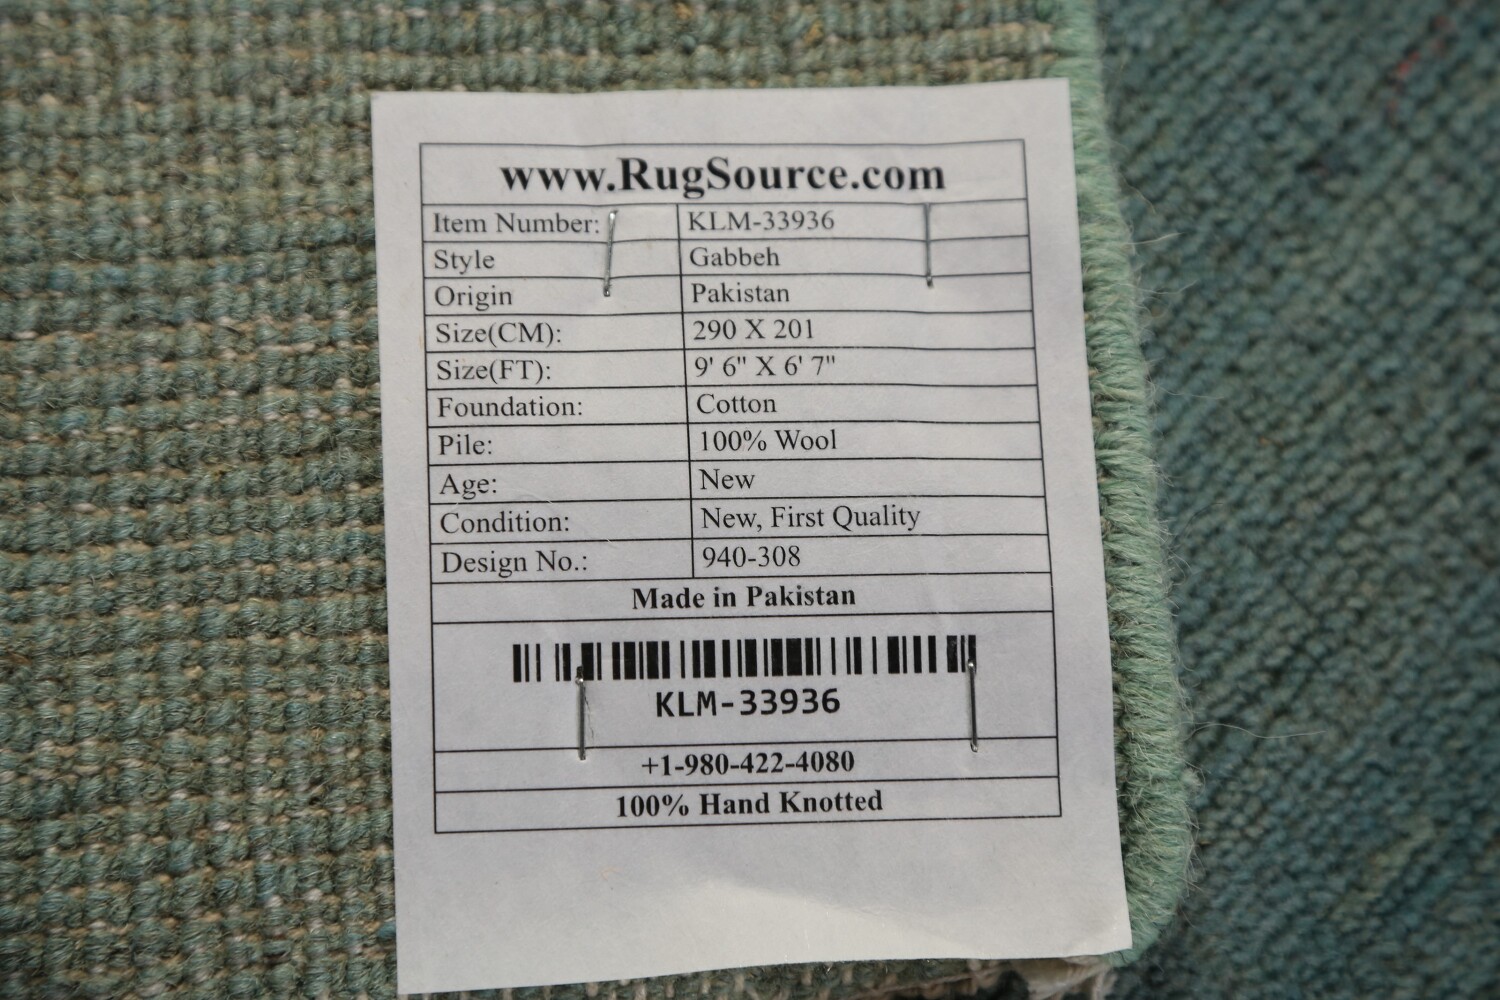 www.RugSource.com
Item Number: KLM-33936
Style Gabbeh
Origin Pakistan
Size(CM): 290 X 201
Size(FT): 9' 6" X 6' 7"
Foundation: Cotton
Pile: 100% Wool
Age: New
Condition: New, First Quality
Design No.: 940-308
Made in Pakistan
KLM-33936
+1-980-422-4080
100% Hand Knotted